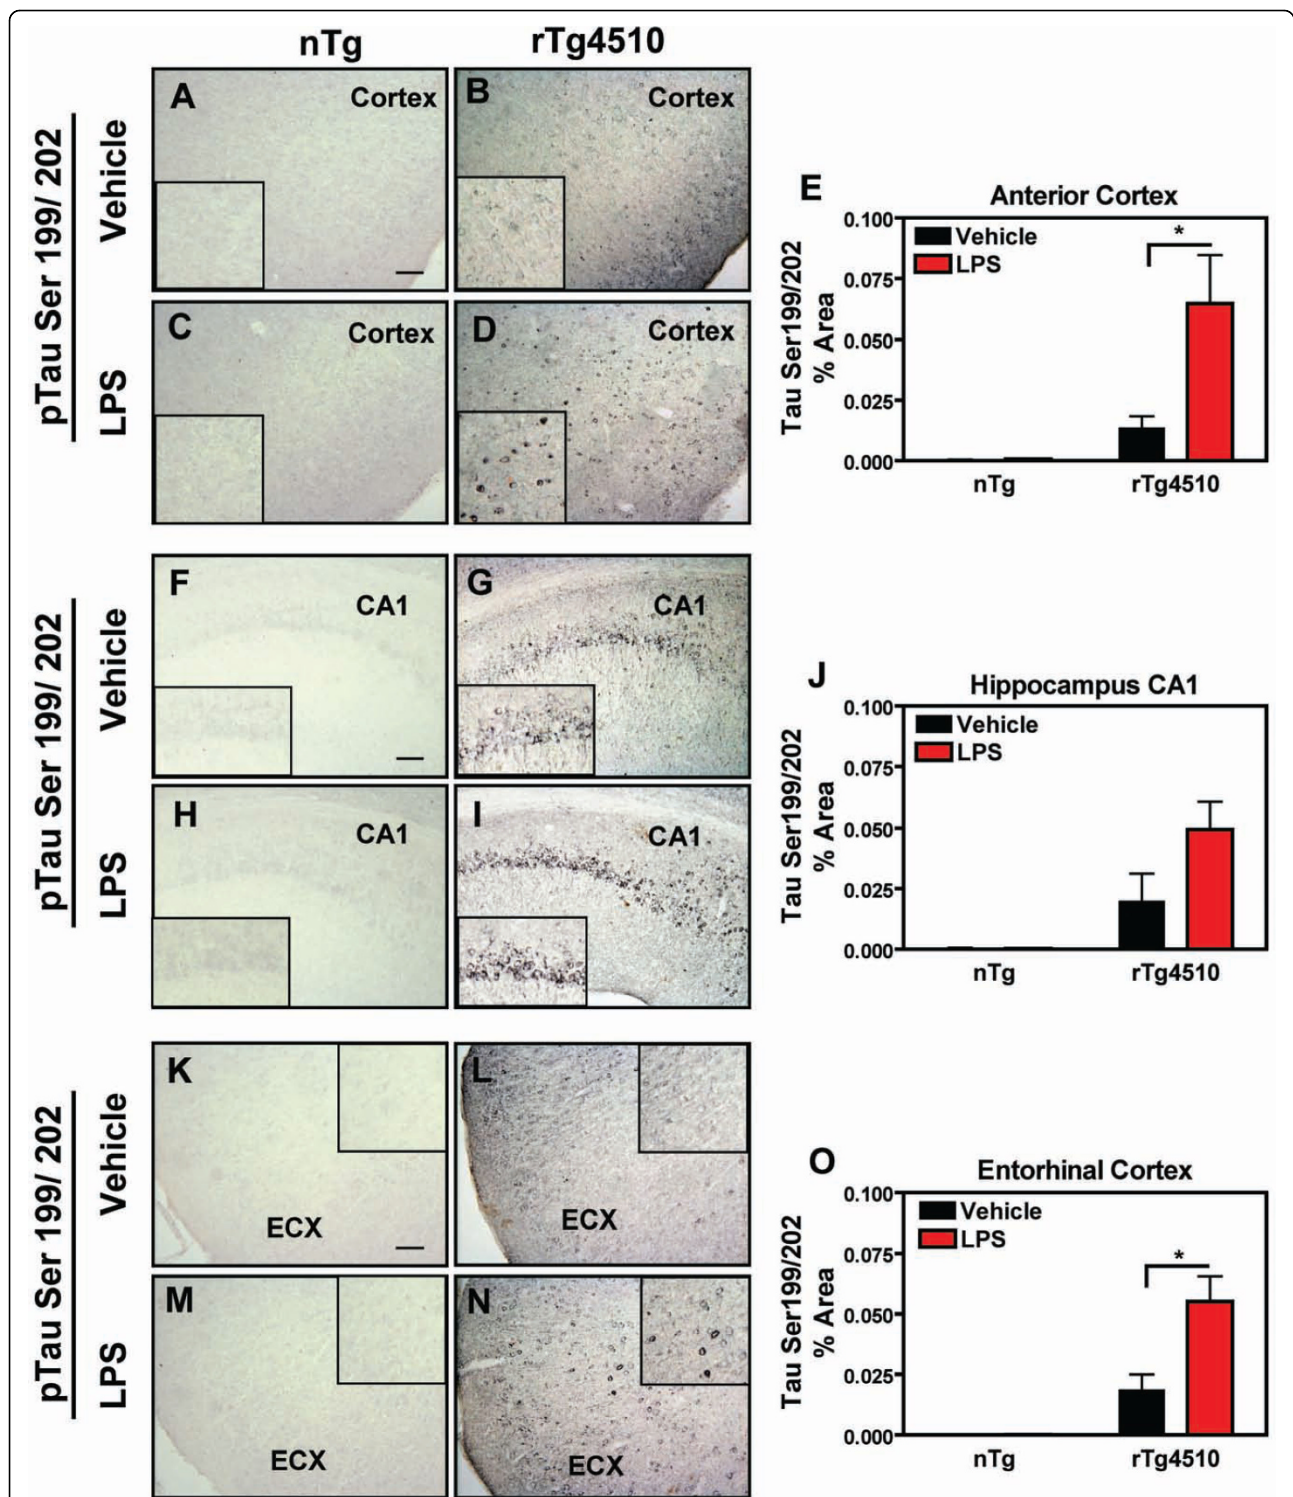 nTg rTg4510
pTau Ser 199/ 202
Vehicle
LPS
A Cortex
B Cortex
C Cortex
D Cortex
E
Anterior Cortex
Tau Ser199/202
% Area
0.100
0.075
0.050
0.025
0.000
Vehicle
LPS
*
nTg rTg4510
pTau Ser 199/ 202
Vehicle
LPS
F CA1
G CA1
H CA1
I CA1
J
Hippocampus CA1
Tau Ser199/202
% Area
0.100
0.075
0.050
0.025
0.000
Vehicle
LPS
nTg rTg4510
pTau Ser 199/ 202
Vehicle
LPS
K ECX
L ECX
M ECX
N ECX
O
Entorhinal Cortex
Tau Ser199/202
% Area
0.100
0.075
0.050
0.025
0.000
Vehicle
LPS
*
nTg rTg4510